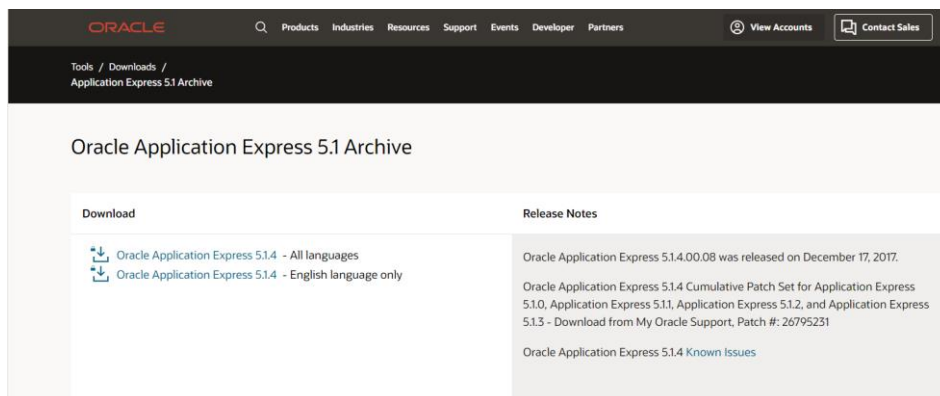 ORACLE Products Industries Resources Support Events Developer Partners View Accounts Contact Sales
Tools / Downloads /
Application Express 5.1 Archive
Oracle Application Express 5.1 Archive
Download
Oracle Application Express 5.1.4 - All languages
Oracle Application Express 5.1.4 - English language only
Release Notes
Oracle Application Express 5.1.4.00.08 was released on December 17, 2017.
Oracle Application Express 5.1.4 Cumulative Patch Set for Application Express
5.1.0, Application Express 5.1.1, Application Express 5.1.2, and Application Express
5.1.3 - Download from My Oracle Support, Patch #: 26795231
Oracle Application Express 5.1.4 Known Issues